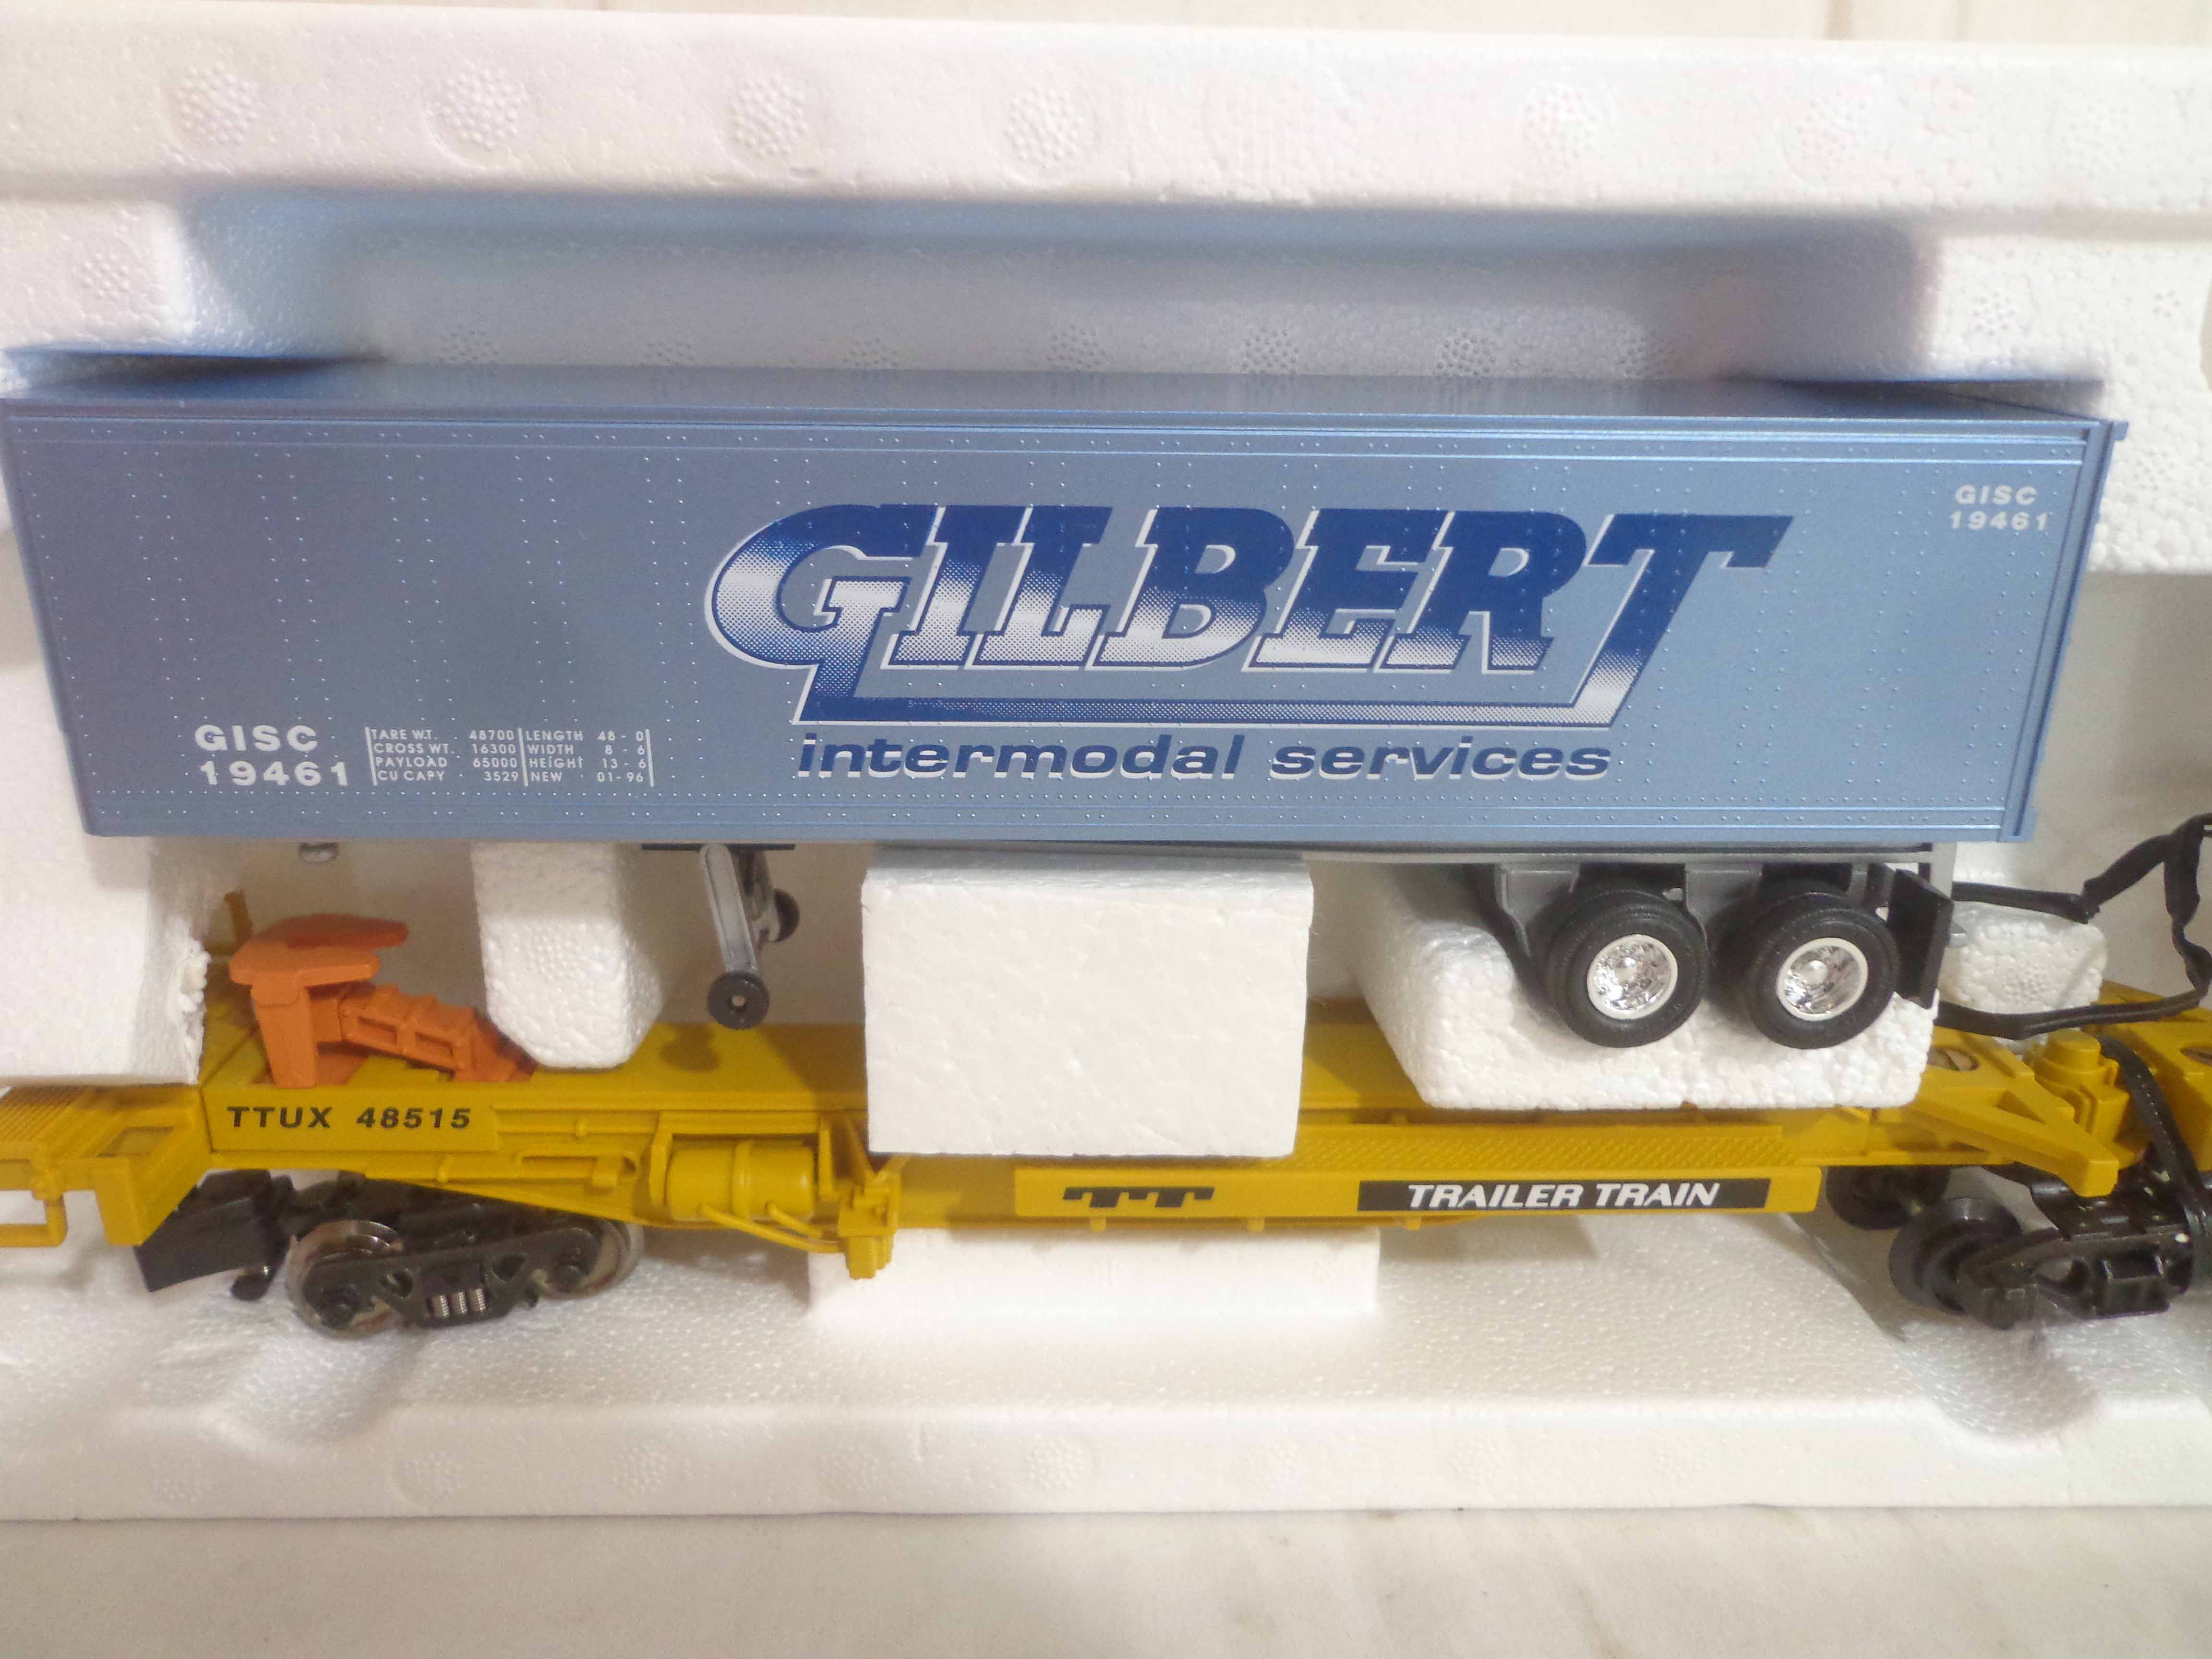 GILBERT
intermodal services
GISC
19461
GISC
19461
TARE WT. 48700 LENGTH 48 - 0
CROSS WT. 16300 WIDTH 8 - 6
PAYLOAD 65000 HEIGHT 13 - 6
CU CAPY 3529 NEW 01-96
TTUX 48515
TT TRAILER TRAIN